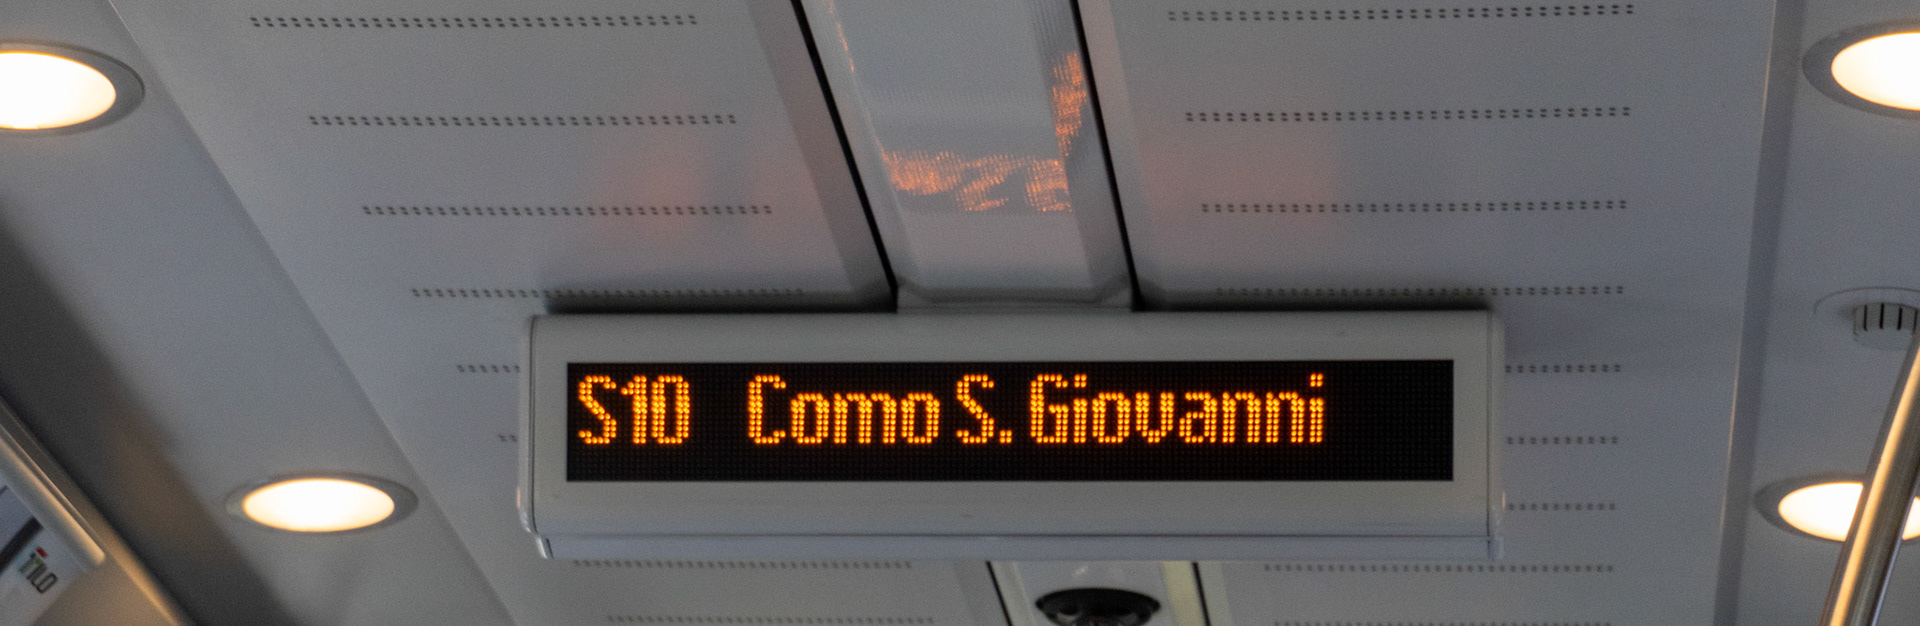 S10 Como S. Giovanni